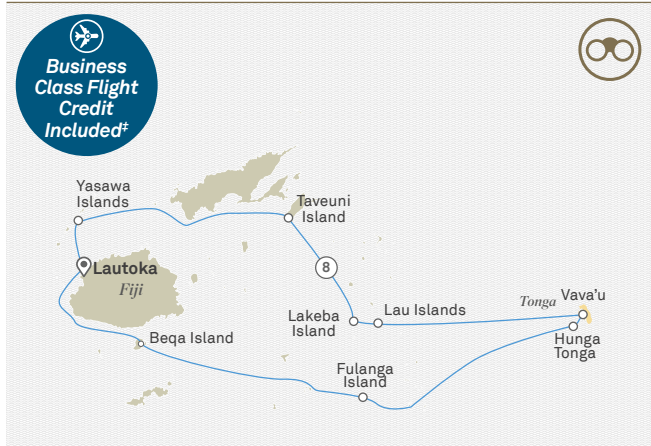 Business
Class Flight
Credit
Included‡
Yasawa
Islands
Taveuni
Island
Lautoka
Fiji
8
Lakeba
Island
Lau Islands
Tonga
Vava'u
Hunga
Tonga
Beqa Island
Fulanga
Island